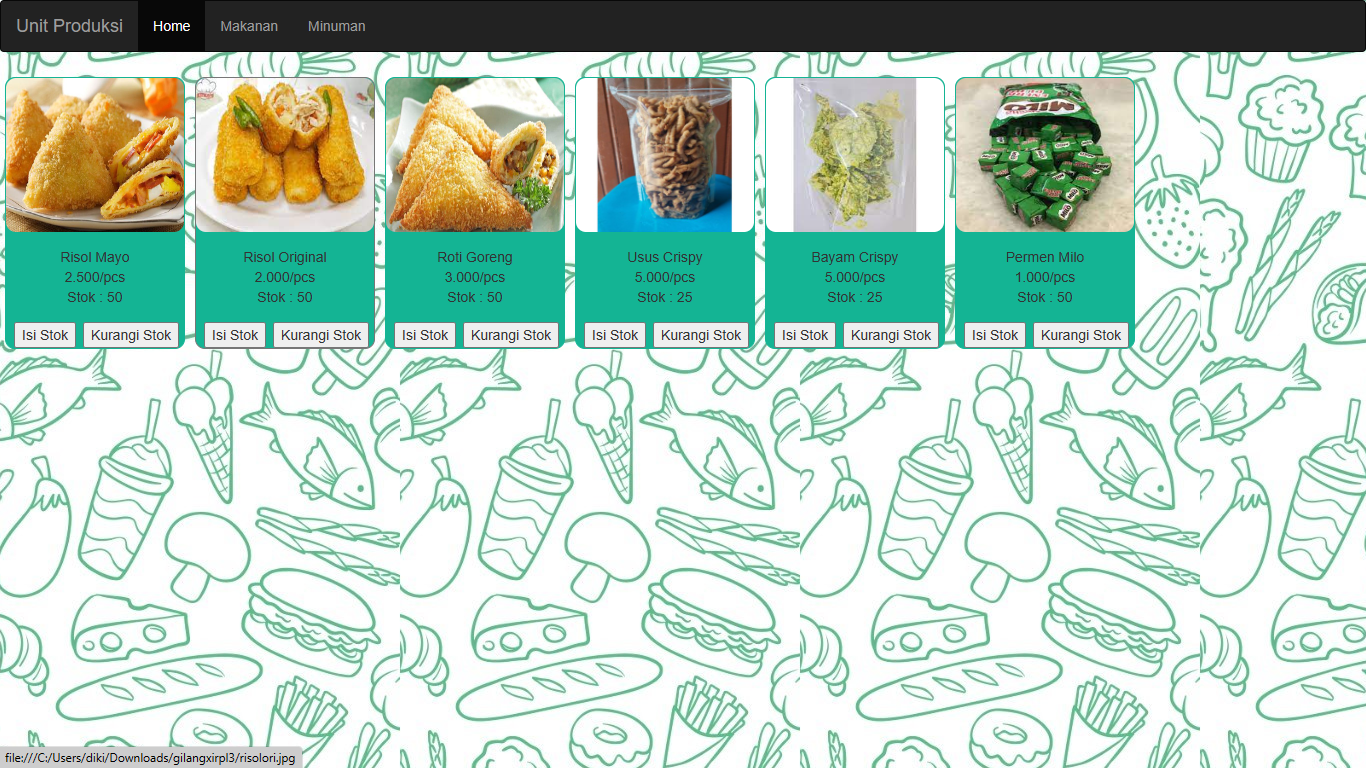 Unit Produksi Home Makanan Minuman
MILO
Risol Mayo
2.500/pcs
Stok : 50
Isi Stok Kurangi Stok
Risol Original
2.000/pcs
Stok : 50
Isi Stok Kurangi Stok
Roti Goreng
3.000/pcs
Stok : 50
Isi Stok Kurangi Stok
Usus Crispy
5.000/pcs
Stok : 25
Isi Stok Kurangi Stok
Bayam Crispy
5.000/pcs
Stok : 25
Isi Stok Kurangi Stok
Permen Milo
1.000/pcs
Stok : 50
Isi Stok Kurangi Stok
file:///C:/Users/diki/Downloads/gilangxirpl3/risolori.jpg